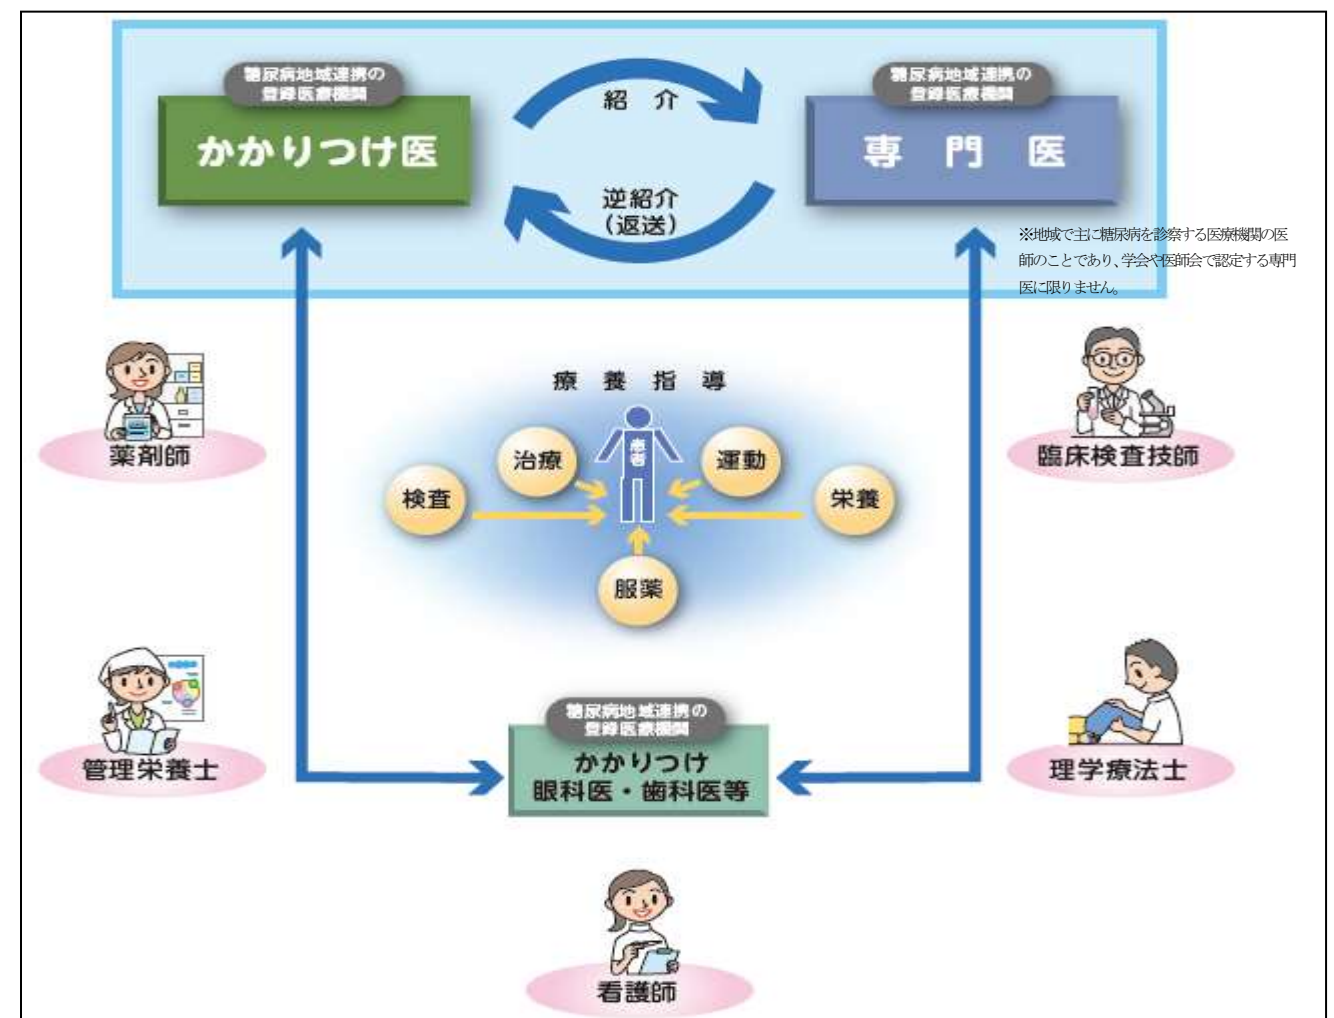 糖尿病地域連携の
登録医療機関
かかりつけ医
紹 介
逆紹介
(返送)
糖尿病地域連携の
登録医療機関
専 門 医
※地域で主に糖尿病を診察する医療機関の医
師のことであり、学会や医師会で認定する専門
医に限りません。
薬剤師
臨床検査技師
療 養 指 導
患者
治療
運動
検査
栄養
服薬
管理栄養士
理学療法士
糖尿病地域連携の
登録医療機関
かかりつけ
眼科医・歯科医等
看護師